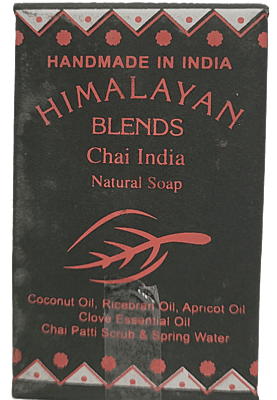 HANDMADE IN INDIA
HIMALAYAN
BLENDS
Chai India
Natural Soap
Coconut Oil, Ricebran Oil, Apricot Oil
Clove Essential Oil
Chai Patti Scrub & Spring Water